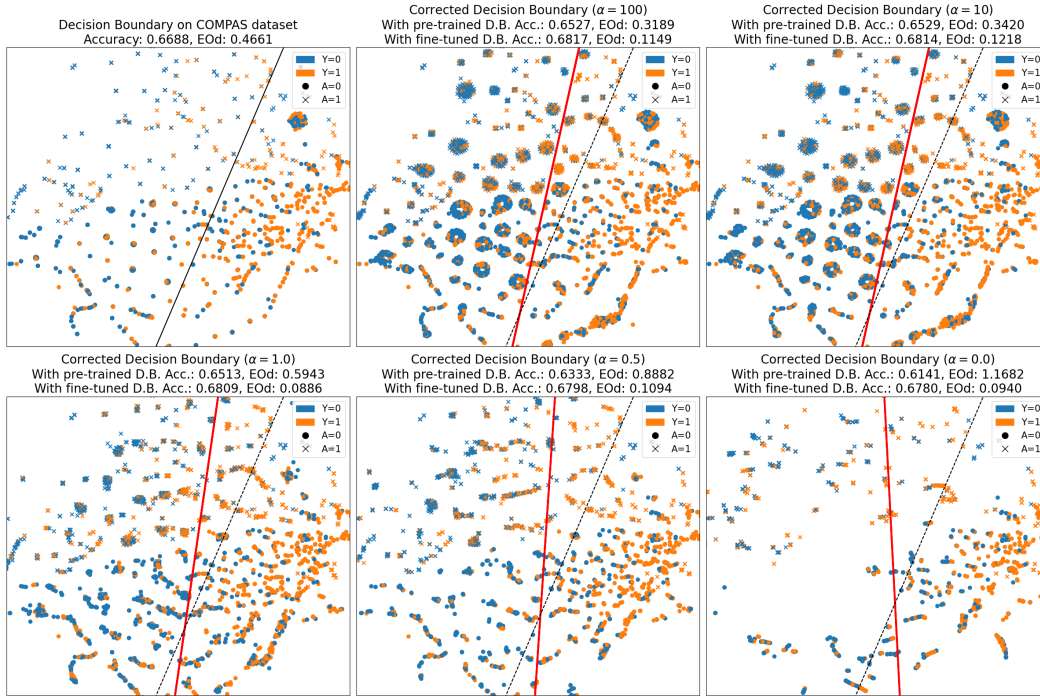 Decision Boundary on COMPAS dataset
Accuracy: 0.6688, EOd: 0.4661
Y=0
Y=1
A=0
A=1
Corrected Decision Boundary (α = 100)
With pre-trained D.B. Acc.: 0.6527, EOd: 0.3189
With fine-tuned D.B. Acc.: 0.6817, EOd: 0.1149
Y=0
Y=1
A=0
A=1
Corrected Decision Boundary (α = 10)
With pre-trained D.B. Acc.: 0.6529, EOd: 0.3420
With fine-tuned D.B. Acc.: 0.6814, EOd: 0.1218
Y=0
Y=1
A=0
A=1
Corrected Decision Boundary (α = 1.0)
With pre-trained D.B. Acc.: 0.6513, EOd: 0.5943
With fine-tuned D.B. Acc.: 0.6809, EOd: 0.0886
Y=0
Y=1
A=0
A=1
Corrected Decision Boundary (α = 0.5)
With pre-trained D.B. Acc.: 0.6333, EOd: 0.8882
With fine-tuned D.B. Acc.: 0.6798, EOd: 0.1094
Y=0
Y=1
A=0
A=1
Corrected Decision Boundary (α = 0.0)
With pre-trained D.B. Acc.: 0.6141, EOd: 1.1682
With fine-tuned D.B. Acc.: 0.6780, EOd: 0.0940
Y=0
Y=1
A=0
A=1